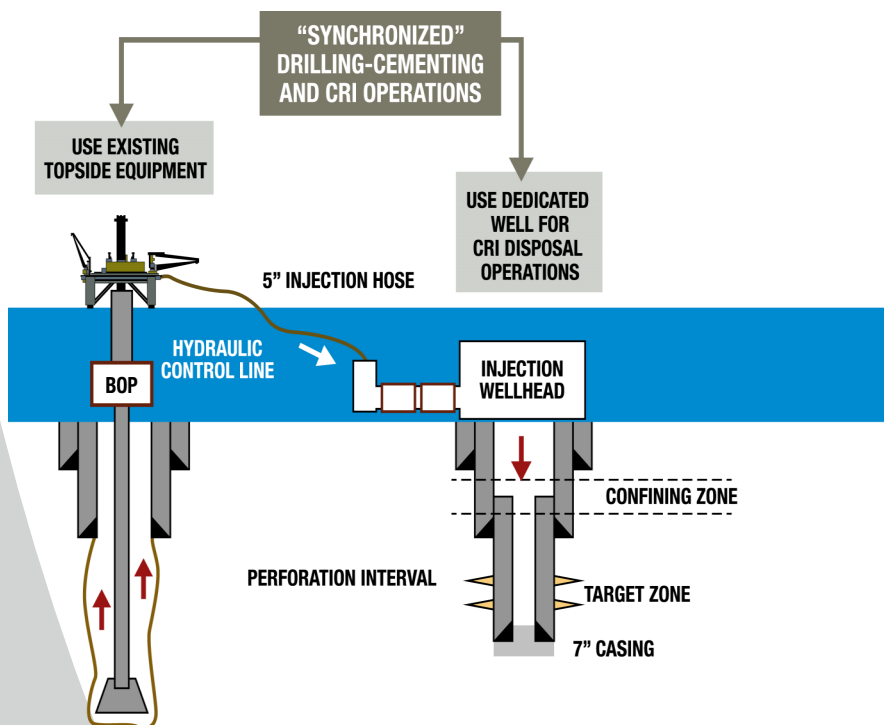 “SYNCHRONIZED”
DRILLING-CEMENTING
AND CRI OPERATIONS
USE EXISTING
TOPSIDE EQUIPMENT
USE DEDICATED
WELL FOR
CRI DISPOSAL
OPERATIONS
5” INJECTION HOSE
HYDRAULIC
CONTROL LINE
BOP
INJECTION
WELLHEAD
CONFINING ZONE
PERFORATION INTERVAL
TARGET ZONE
7” CASING